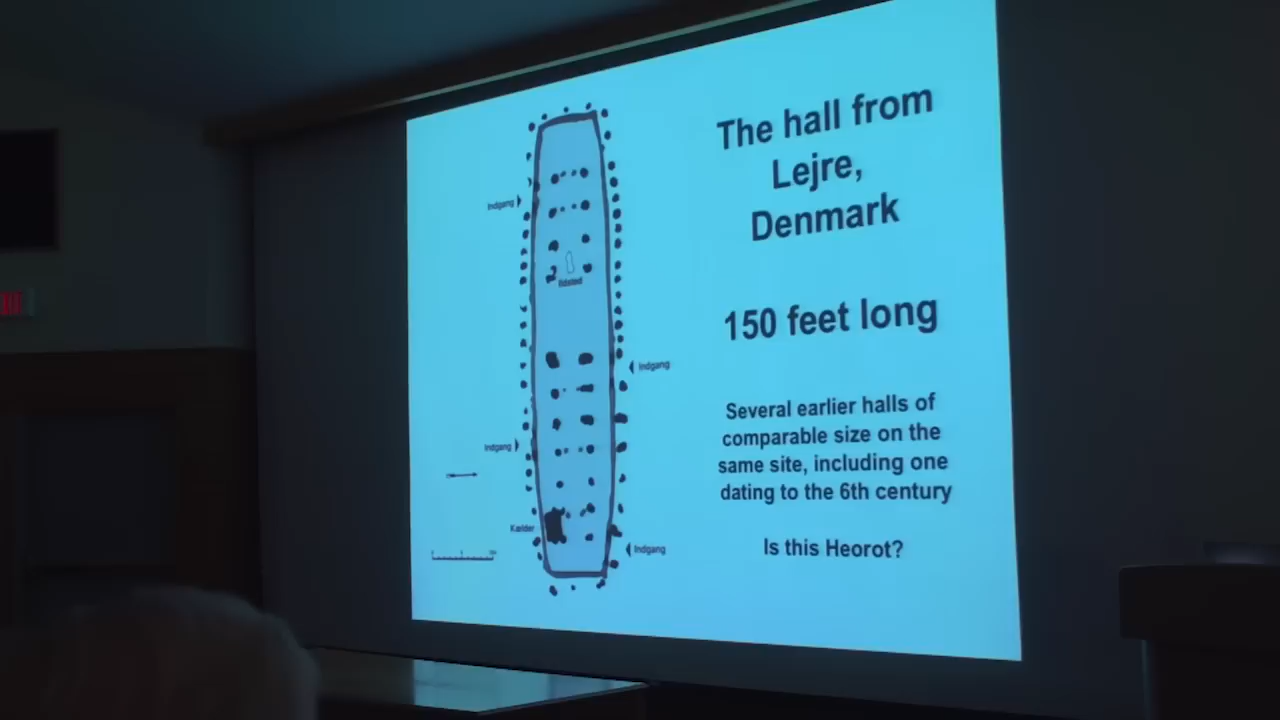 The hall from
Lejre,
Denmark
150 feet long
Several earlier halls of
comparable size on the
same site, including one
dating to the 6th century
Is this Heorot?
Indgang
Ildsted
Indgang
Indgang
Kælder
Indgang